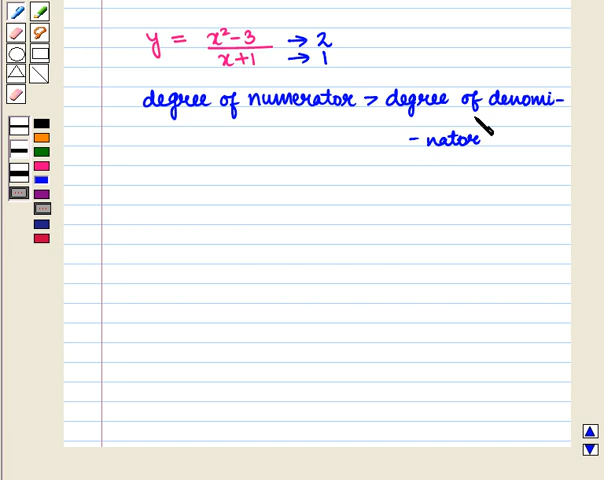 y = x²-3 → 2
x+1 → 1
degree of numerator > degree of denomi-
- nator